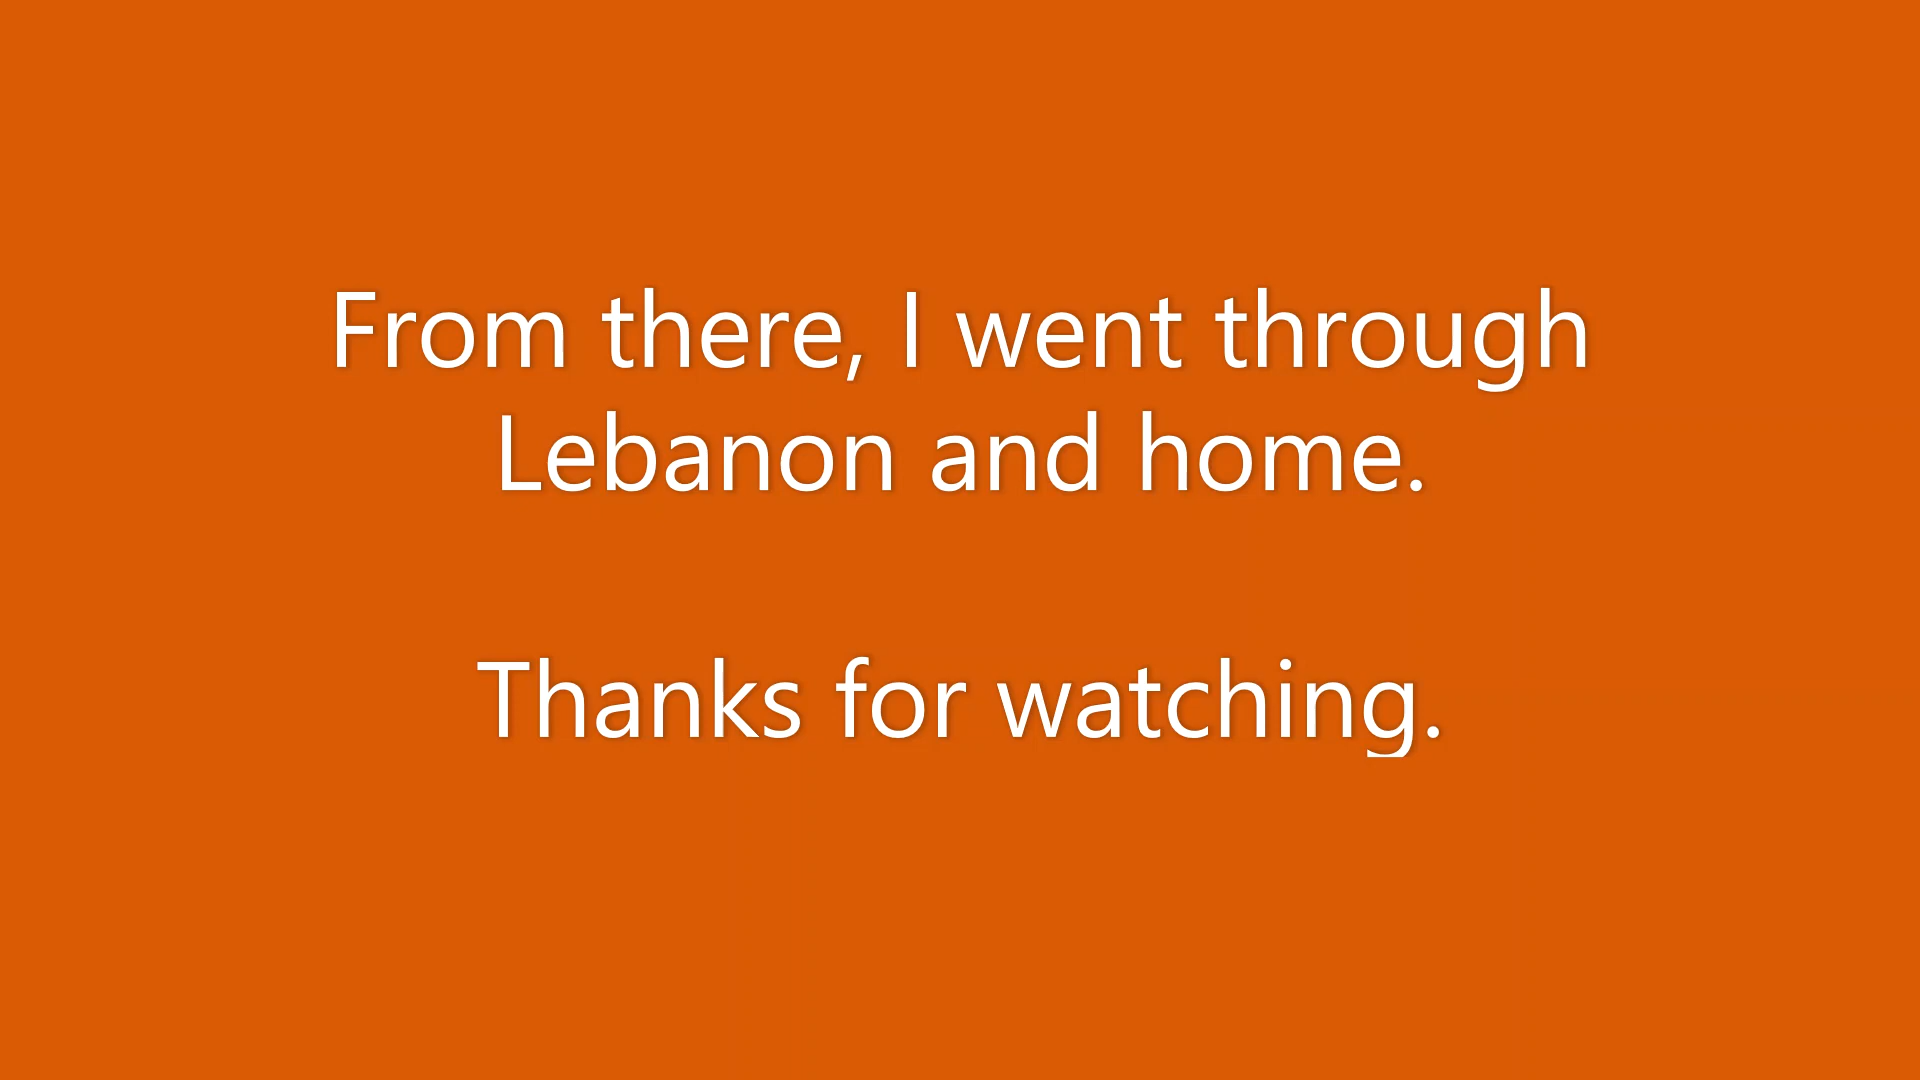 From there, I went through
Lebanon and home.
Thanks for watching.